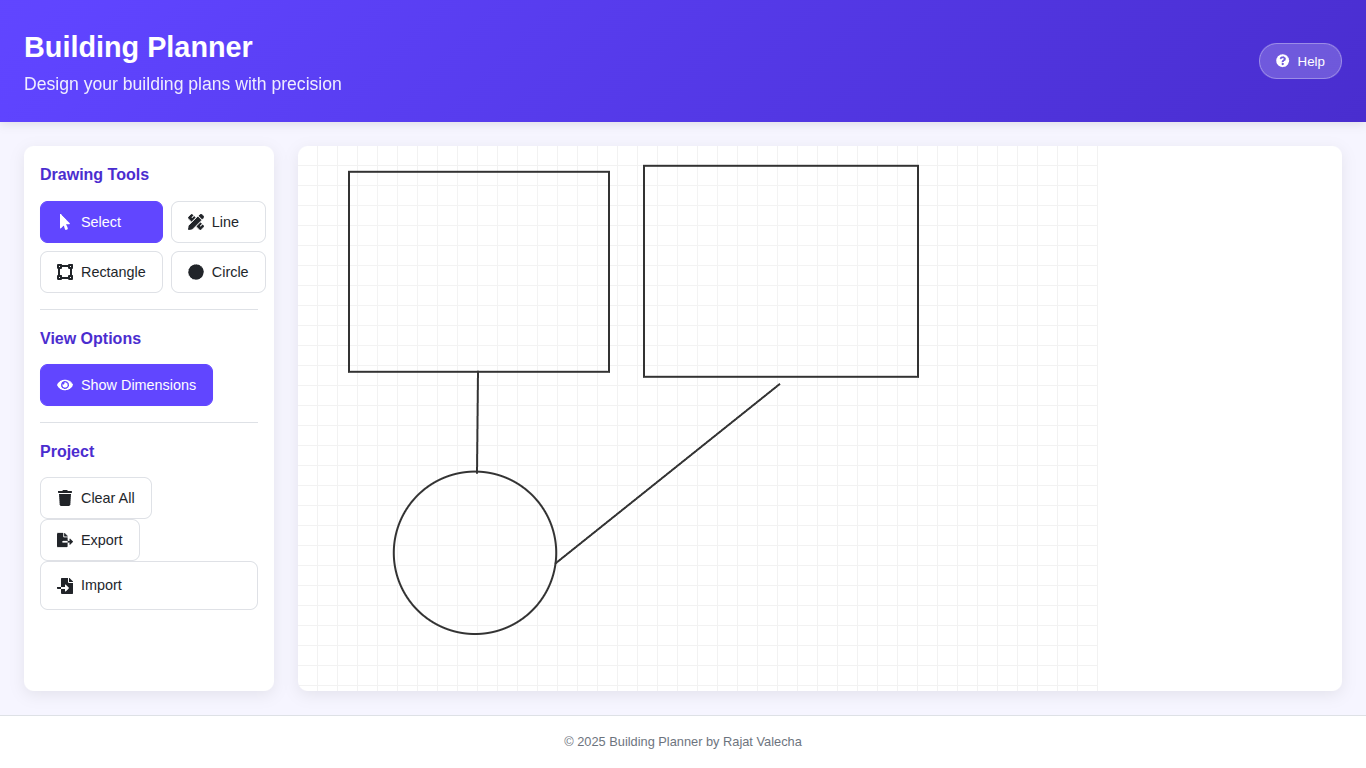 Building Planner
Design your building plans with precision
Help
Drawing Tools
Select
Line
Rectangle
Circle
View Options
Show Dimensions
Project
Clear All
Export
Import
© 2025 Building Planner by Rajat Valecha